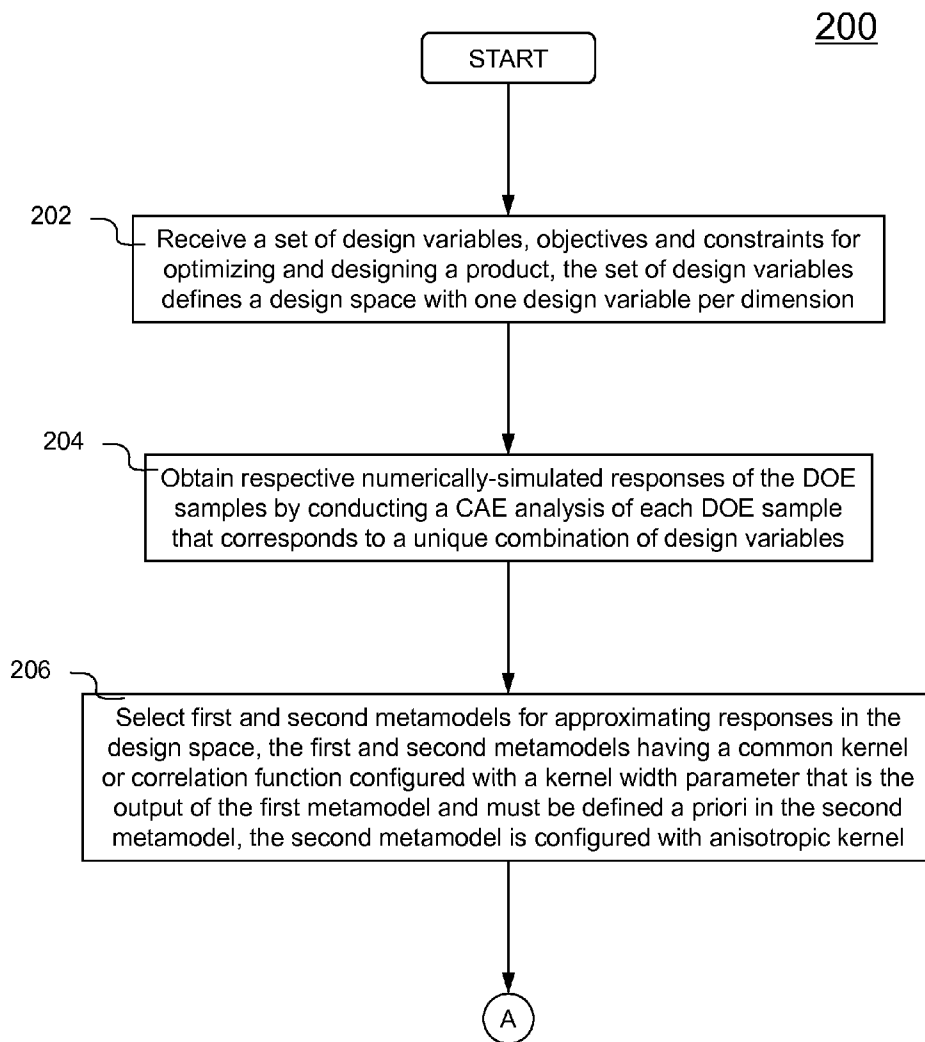 200
START
202
Receive a set of design variables, objectives and constraints for
optimizing and designing a product, the set of design variables
defines a design space with one design variable per dimension
204
Obtain respective numerically-simulated responses of the DOE
samples by conducting a CAE analysis of each DOE sample
that corresponds to a unique combination of design variables
206
Select first and second metamodels for approximating responses in the
design space, the first and second metamodels having a common kernel
or correlation function configured with a kernel width parameter that is the
output of the first metamodel and must be defined a priori in the second
metamodel, the second metamodel is configured with anisotropic kernel
A